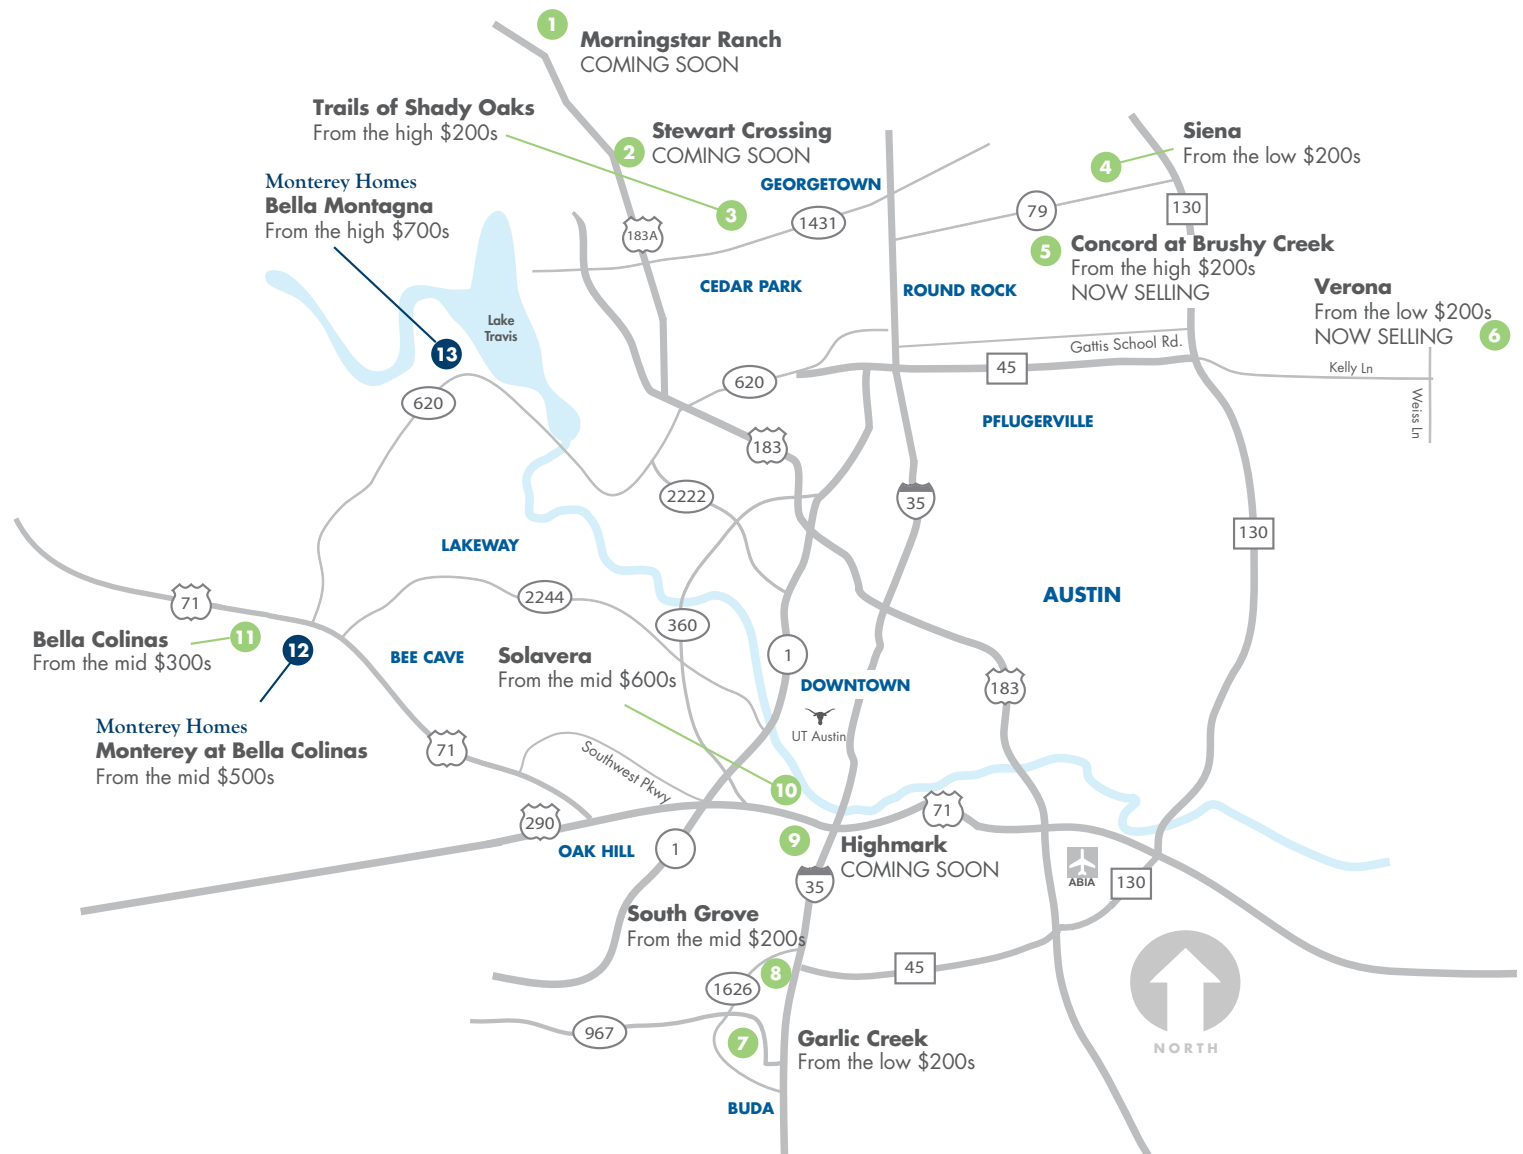 1
Morningstar Ranch
COMING SOON
Trails of Shady Oaks
From the high $200s
2
Stewart Crossing
COMING SOON
Siena
From the low $200s
4
Monterey Homes
Bella Montagna
From the high $700s
GEORGETOWN
3
1431
79
130
183A
5
Concord at Brushy Creek
From the high $200s
NOW SELLING
CEDAR PARK
ROUND ROCK
Verona
From the low $200s
NOW SELLING
6
Lake
Travis
13
Gattis School Rd.
45
Kelly Ln
Weiss Ln
620
620
PFLUGERVILLE
183
2222
35
130
LAKEWAY
71
2244
AUSTIN
360
11
Bella Colinas
From the mid $300s
12
BEE CAVE
Solavera
From the mid $600s
1
DOWNTOWN
183
UT Austin
Monterey Homes
Monterey at Bella Colinas
From the mid $500s
71
Southwest Pkwy
10
290
71
OAK HILL
1
9
Highmark
COMING SOON
35
ABIA
130
South Grove
From the mid $200s
8
45
1626
967
7
Garlic Creek
From the low $200s
NORTH
BUDA